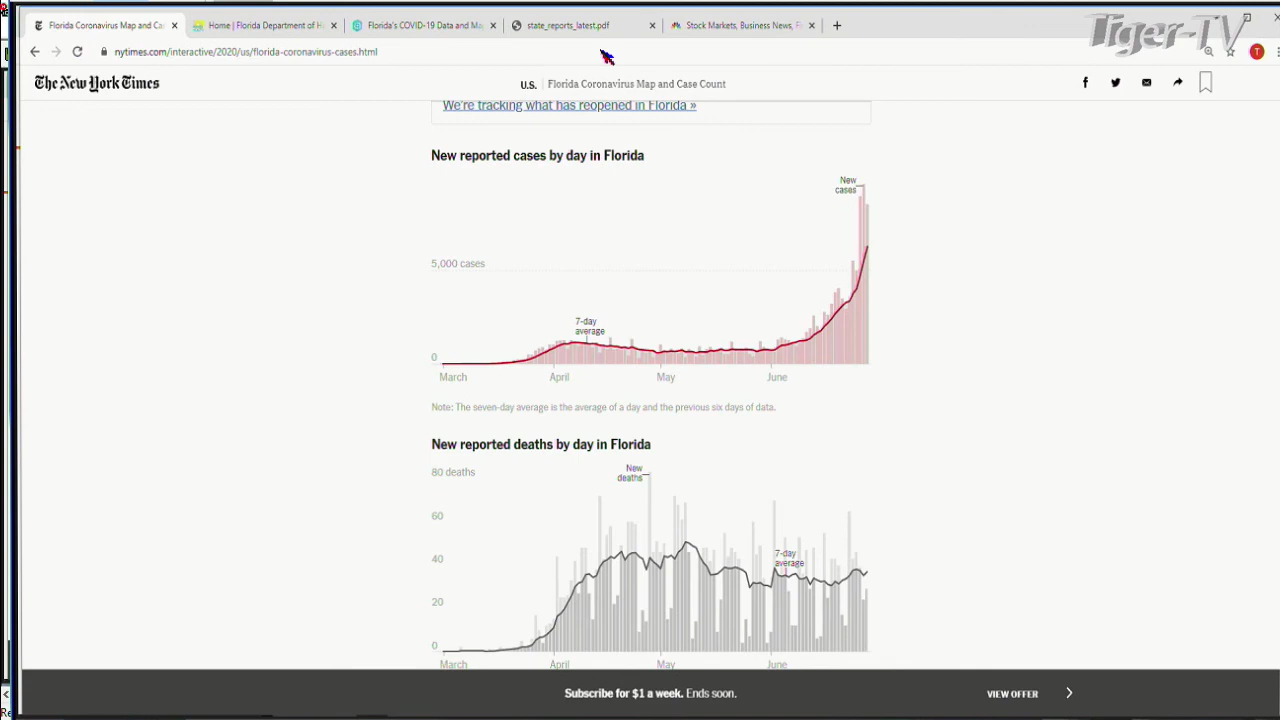 Tiger-TV
Florida Coronavirus Map and Ca
Home | Florida Department of H
Florida's COVID-19 Data and Ma
state_reports_latest.pdf
Stock Markets, Business News, F
nytimes.com/interactive/2020/us/florida-coronavirus-cases.html
T
The New York Times
U.S. | Florida Coronavirus Map and Case Count
We're tracking what has reopened in Florida »
New reported cases by day in Florida
New
cases
5,000 cases
7-day
average
0
March April May June
Note: The seven-day average is the average of a day and the previous six days of data.
New reported deaths by day in Florida
80 deaths
New
deaths
60
7-day
average
40
20
0
March April May June
Subscribe for $1 a week. Ends soon.
VIEW OFFER